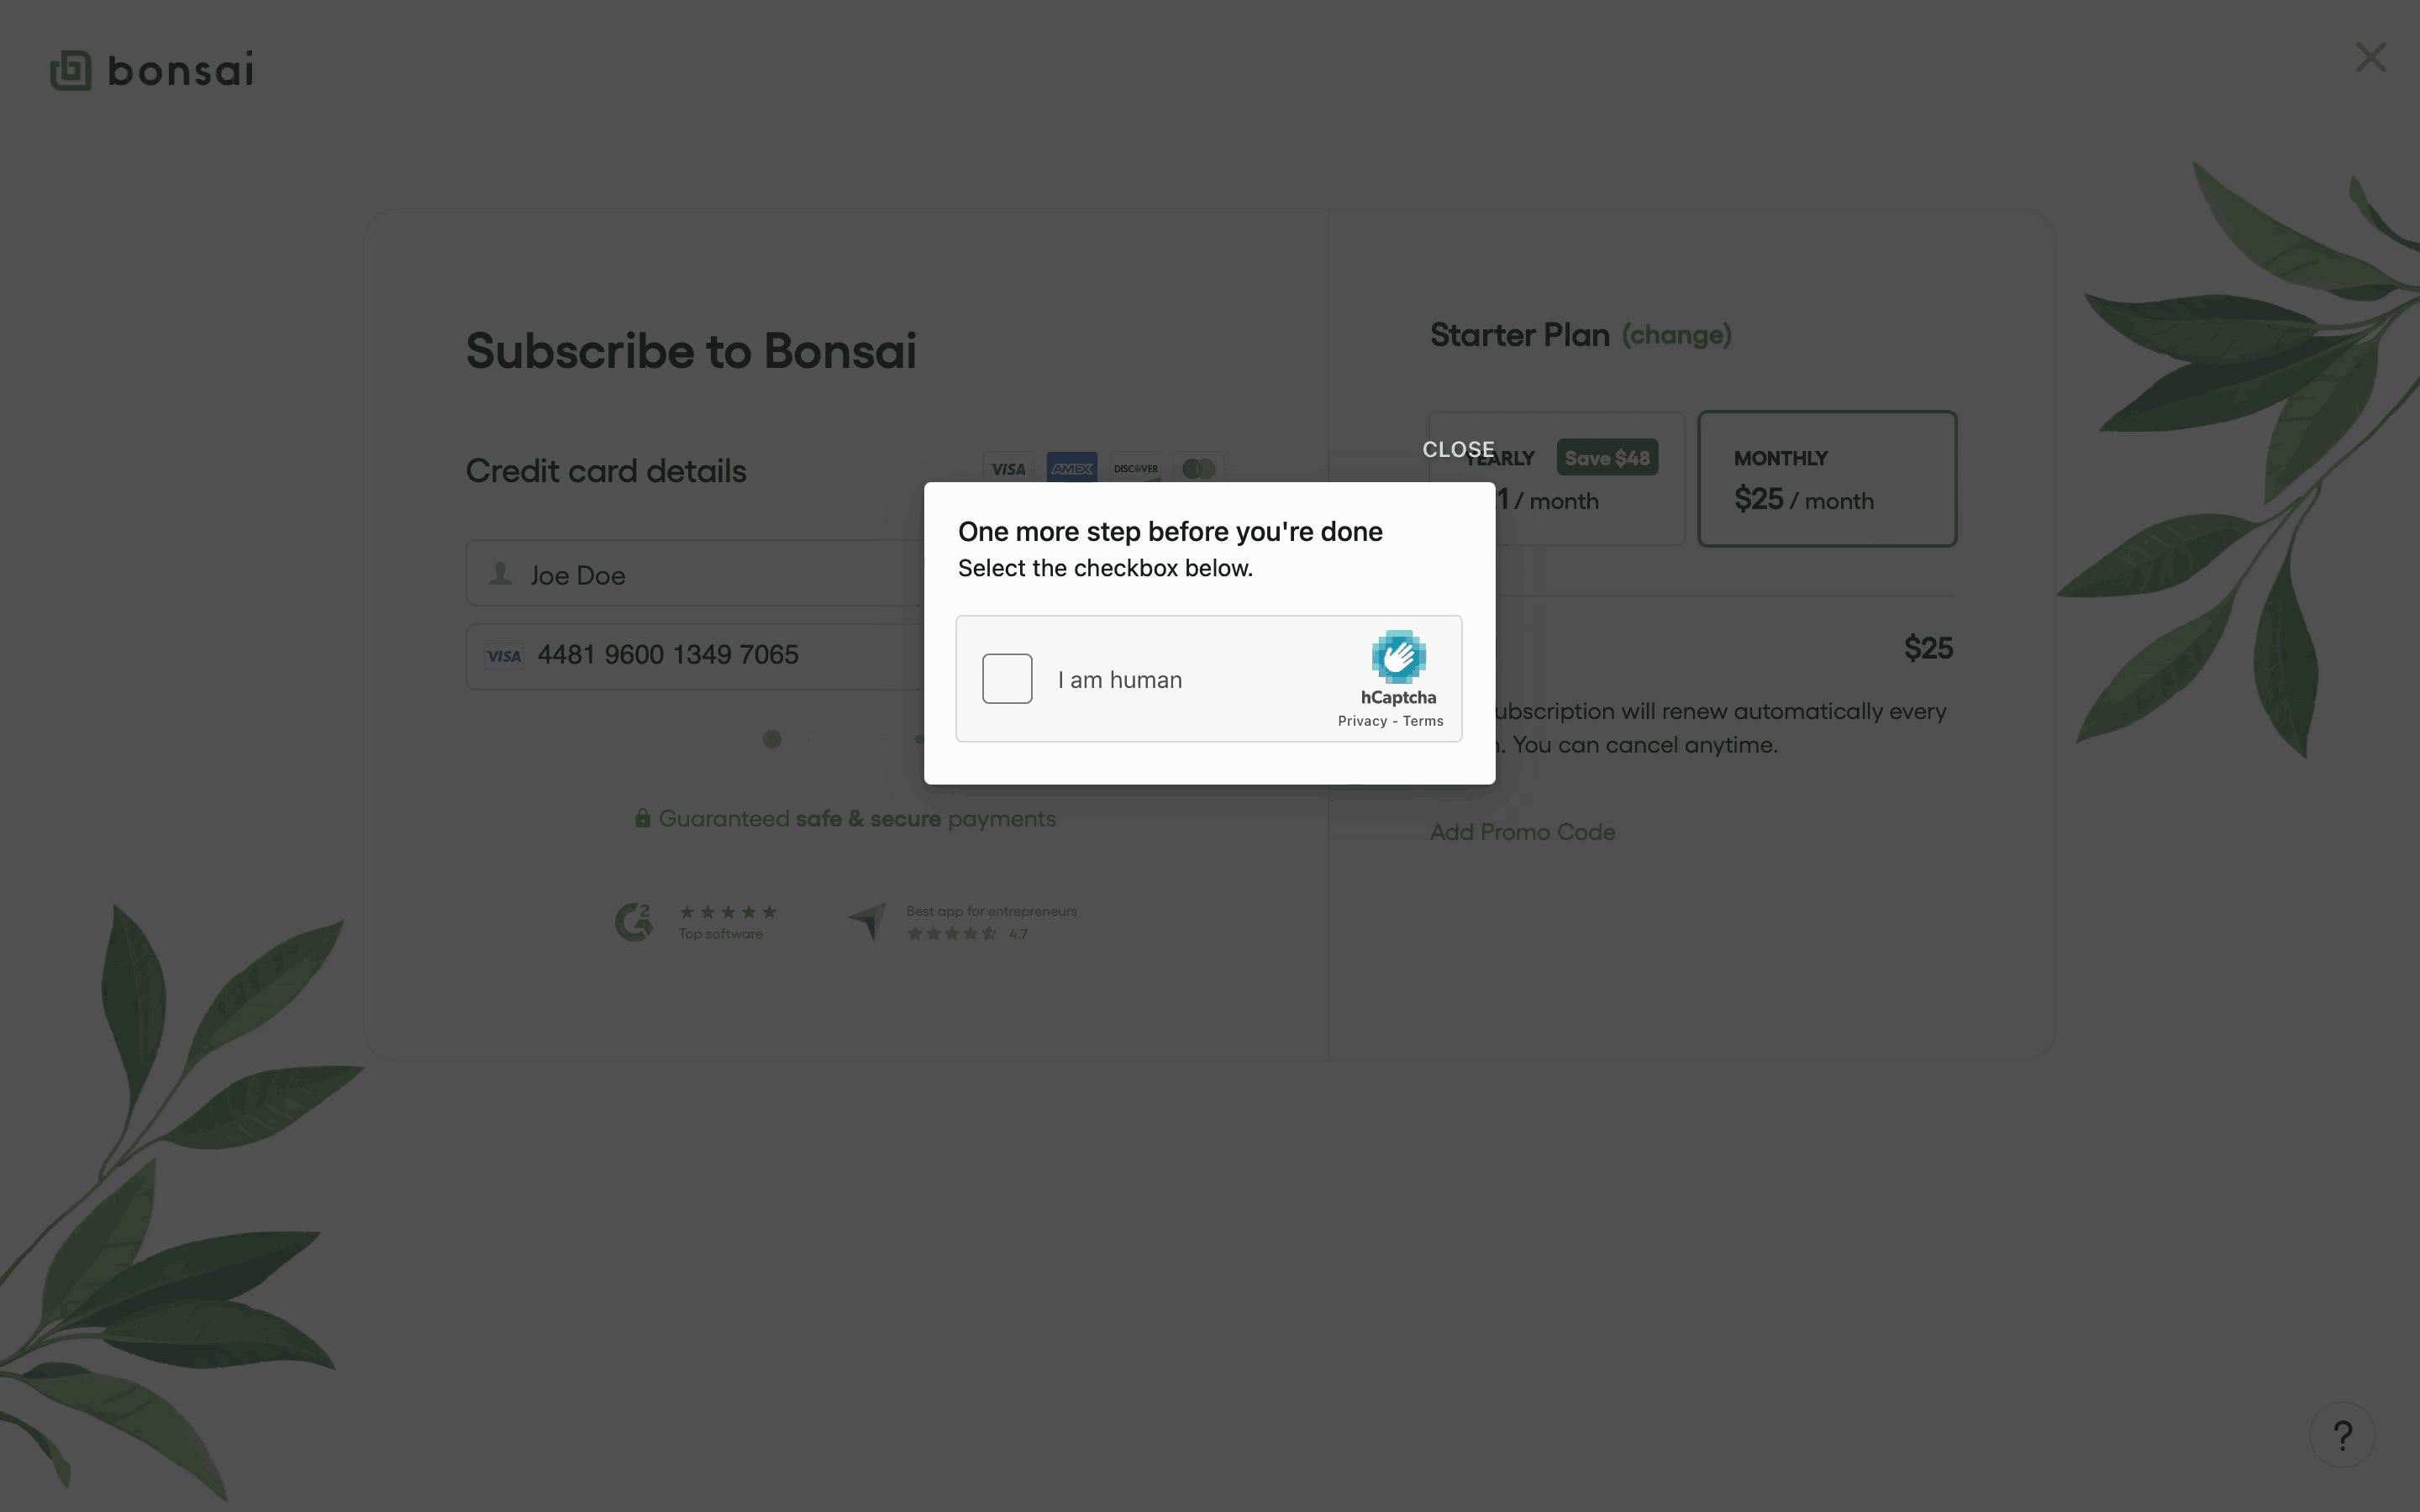 bonsai
Subscribe to Bonsai
Credit card details
VISA
AMEX
DISCOVER
Joe Doe
VISA 4481 9600 1349 7065
Guaranteed safe & secure payments
G2
Top software
Best app for entrepreneurs
4.7
CLOSE
One more step before you're done
Select the checkbox below.
I am human
hCaptcha
Privacy - Terms
Starter Plan (change)
YEARLY Save $48
1 / month
MONTHLY
$25 / month
$25
ubscription will renew automatically every
. You can cancel anytime.
Add Promo Code
?